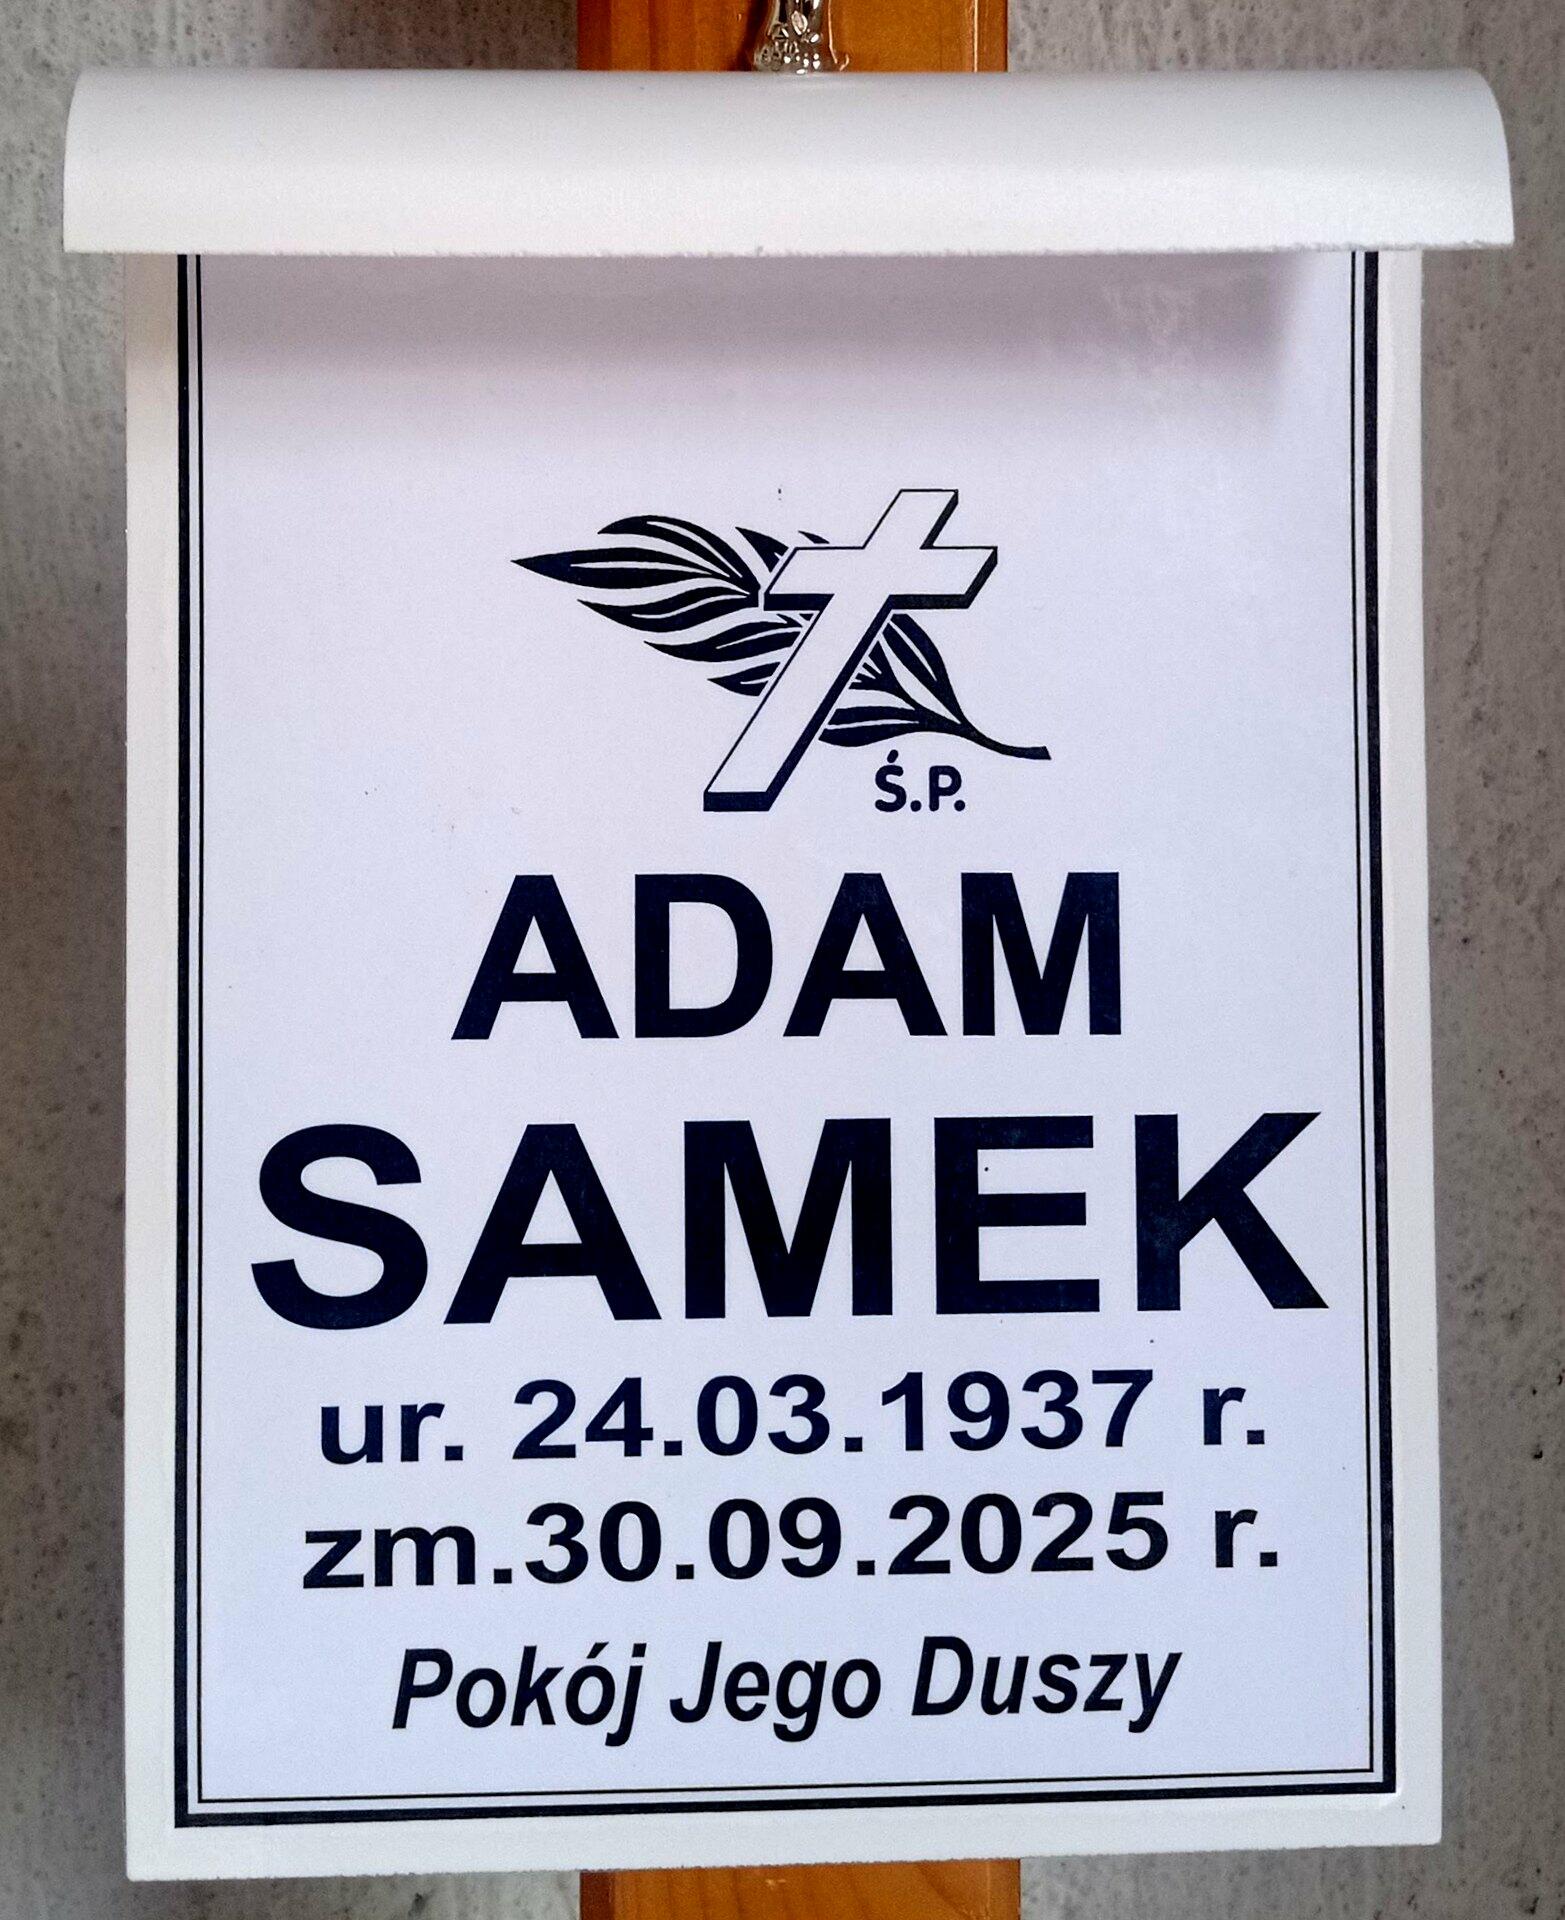 Ś.P.
ADAM
SAMEK
ur. 24.03.1937 r.
zm.30.09.2025 r.
Pokój Jego Duszy